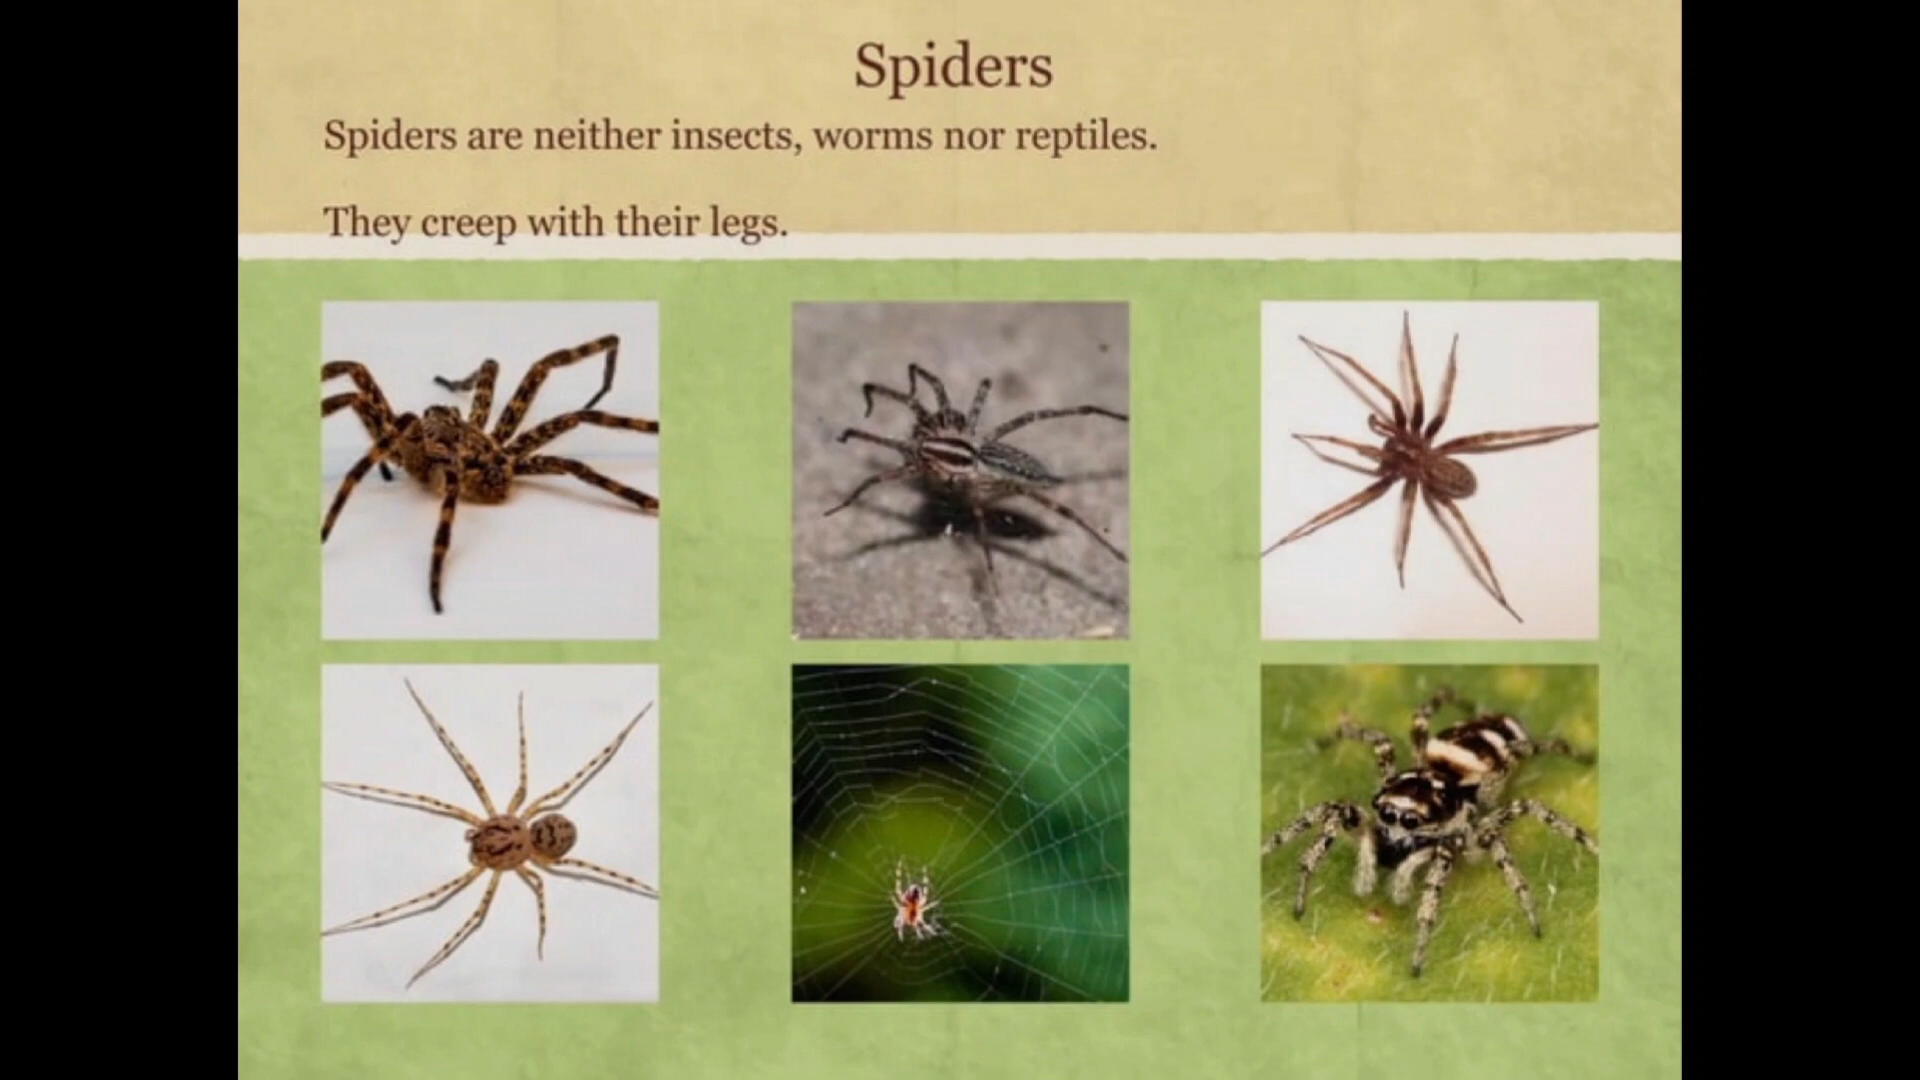 Spiders
Spiders are neither insects, worms nor reptiles.
They creep with their legs.